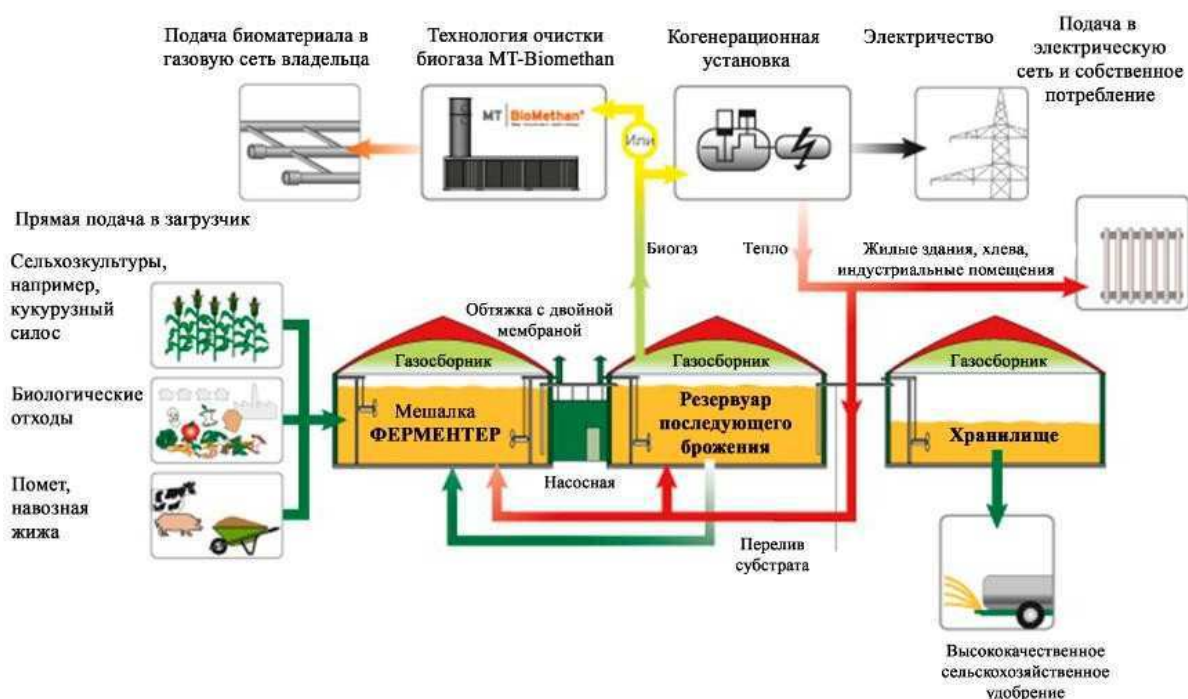 Подача биоматериала в
газовую сеть владельца
Технология очистки
биогаза MT-Biomethan
Когенерационная
установка
Электричество
Подача в
электрическую
сеть и собственное
потребление
MT BioMethan
Или
Прямая подача в загрузчик
Сельхозкультуры,
например,
кукурузный
силос
Биогаз
Тепло
Жилые здания, хлева,
индустриальные помещения
Обтяжка с двойной
мембраной
Газосборник
Газосборник
Газосборник
Биологические
отходы
Мешалка
ФЕРМЕНТЕР
Резервуар
последующего
брожения
Хранилище
Насосная
Помет,
навозная
жижа
Перелив
субстрата
Высококачественное
сельскохозяйственное
удобрение